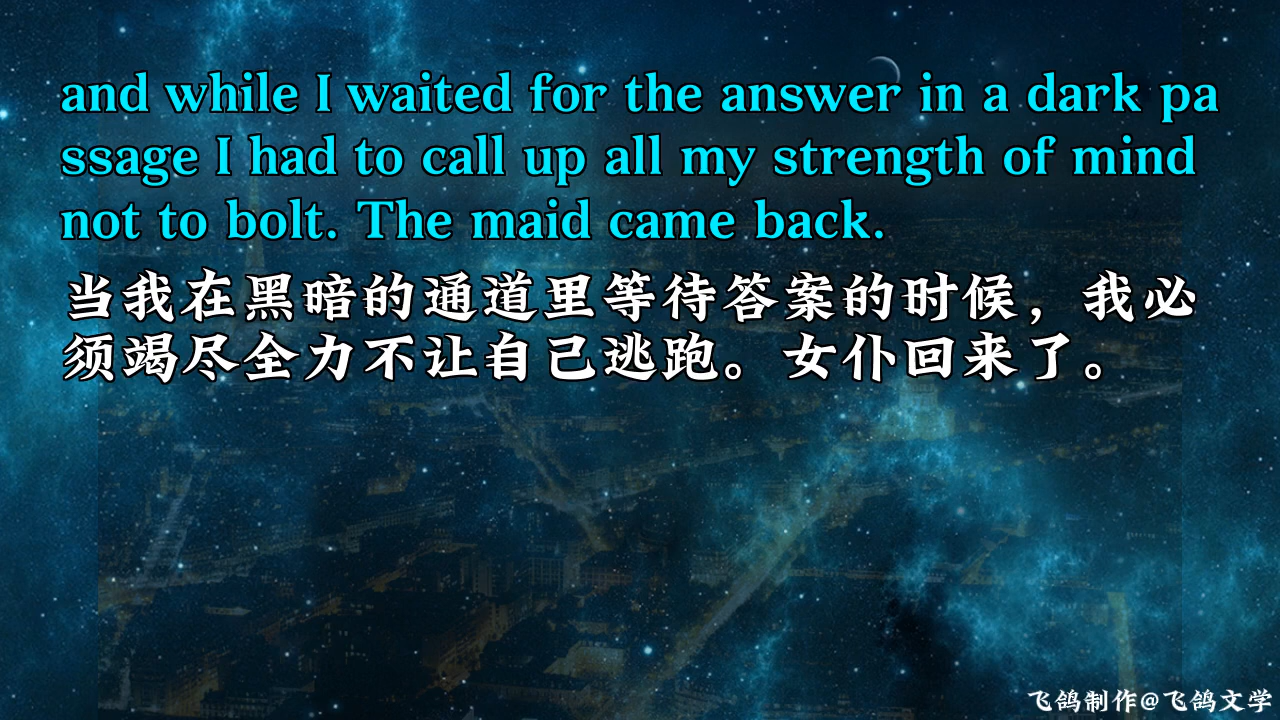 and while I waited for the answer in a dark pa
ssage I had to call up all my strength of mind
not to bolt. The maid came back.
当我在黑暗的通道里等待答案的时候，我必
须竭尽全力不让自己逃跑。女仆回来了。
飞鸽制作@飞鸽文学